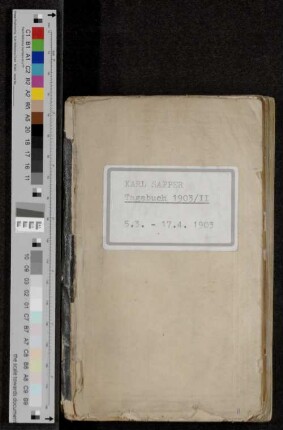 KARL SAPPER
Tagebuch 1903/II
5.3. - 17.4. 1903